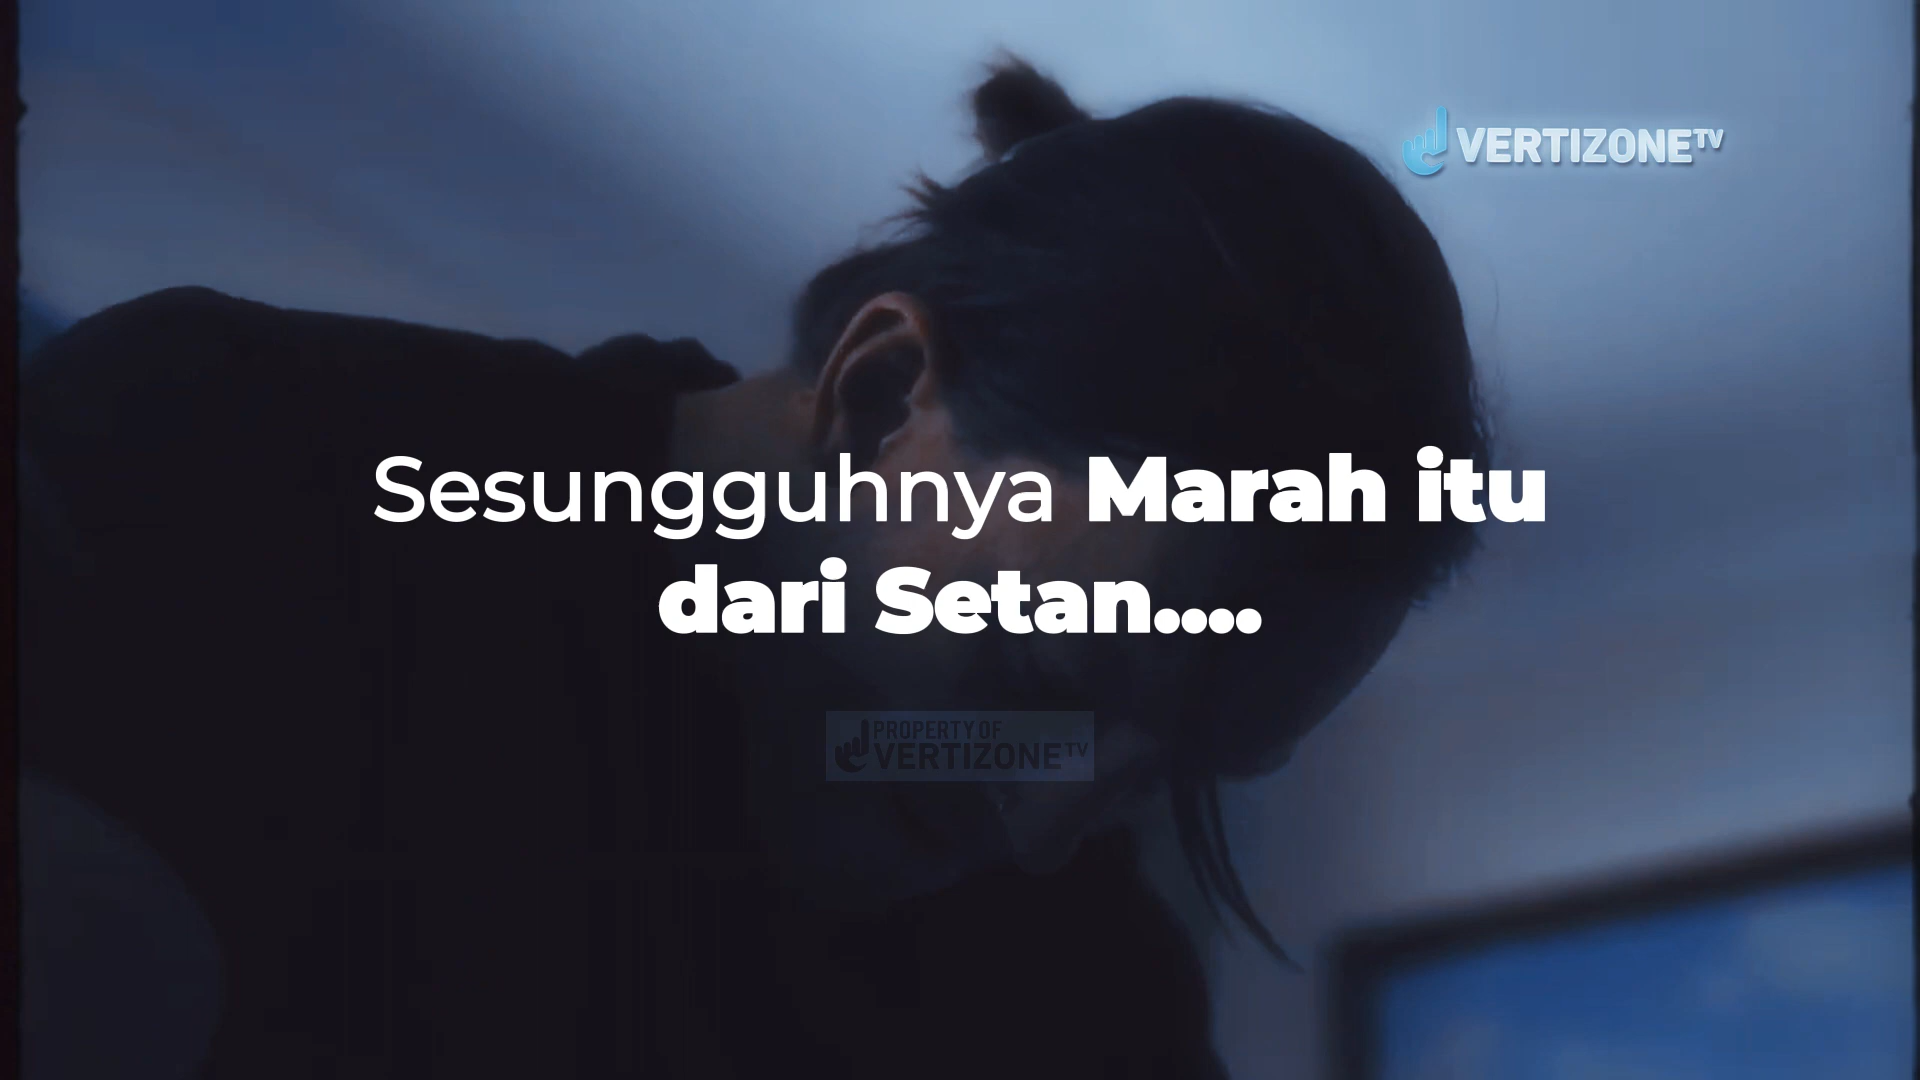 VERTIZONE TV
Sesungguhnya Marah itu
dari Setan....
PROPERTY OF
VERTIZONE TV